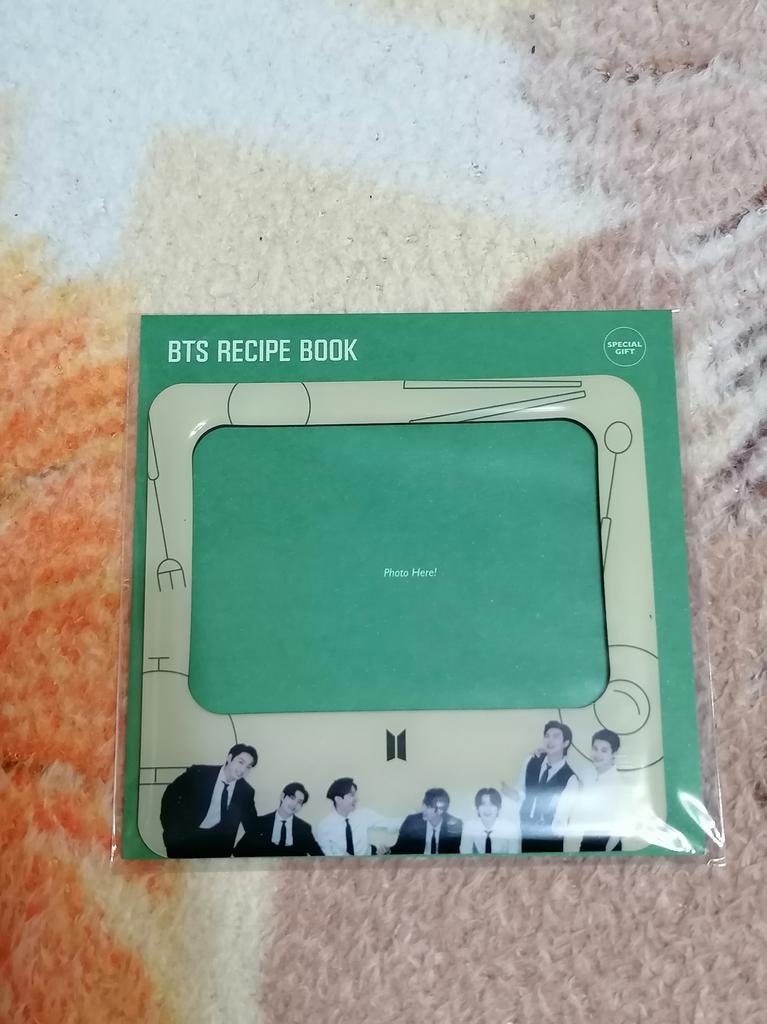 BTS RECIPE BOOK
SPECIAL
GIFT
Photo Here!